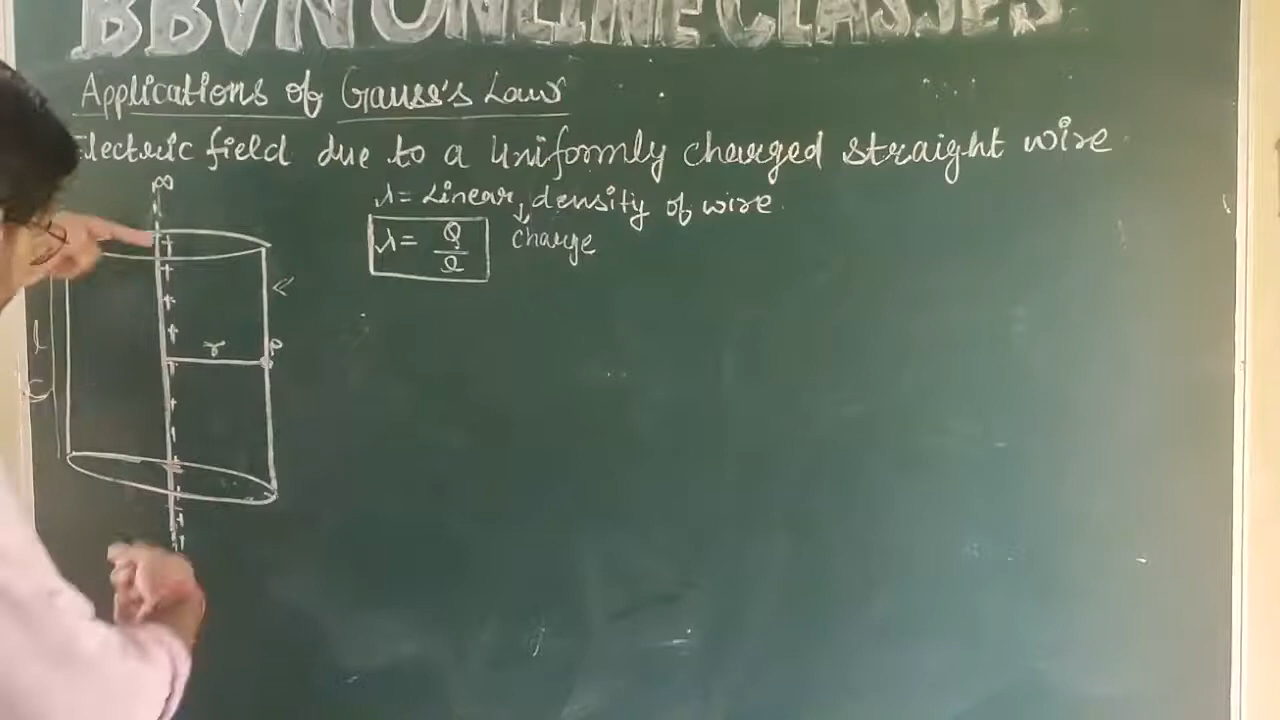 BBVN ONLINE CLASSES
Applications of Gauss's Law
Electric field due to a uniformly charged straight wire
∞
λ = Linear, density of wire.
λ = Q/l charge
l
r P